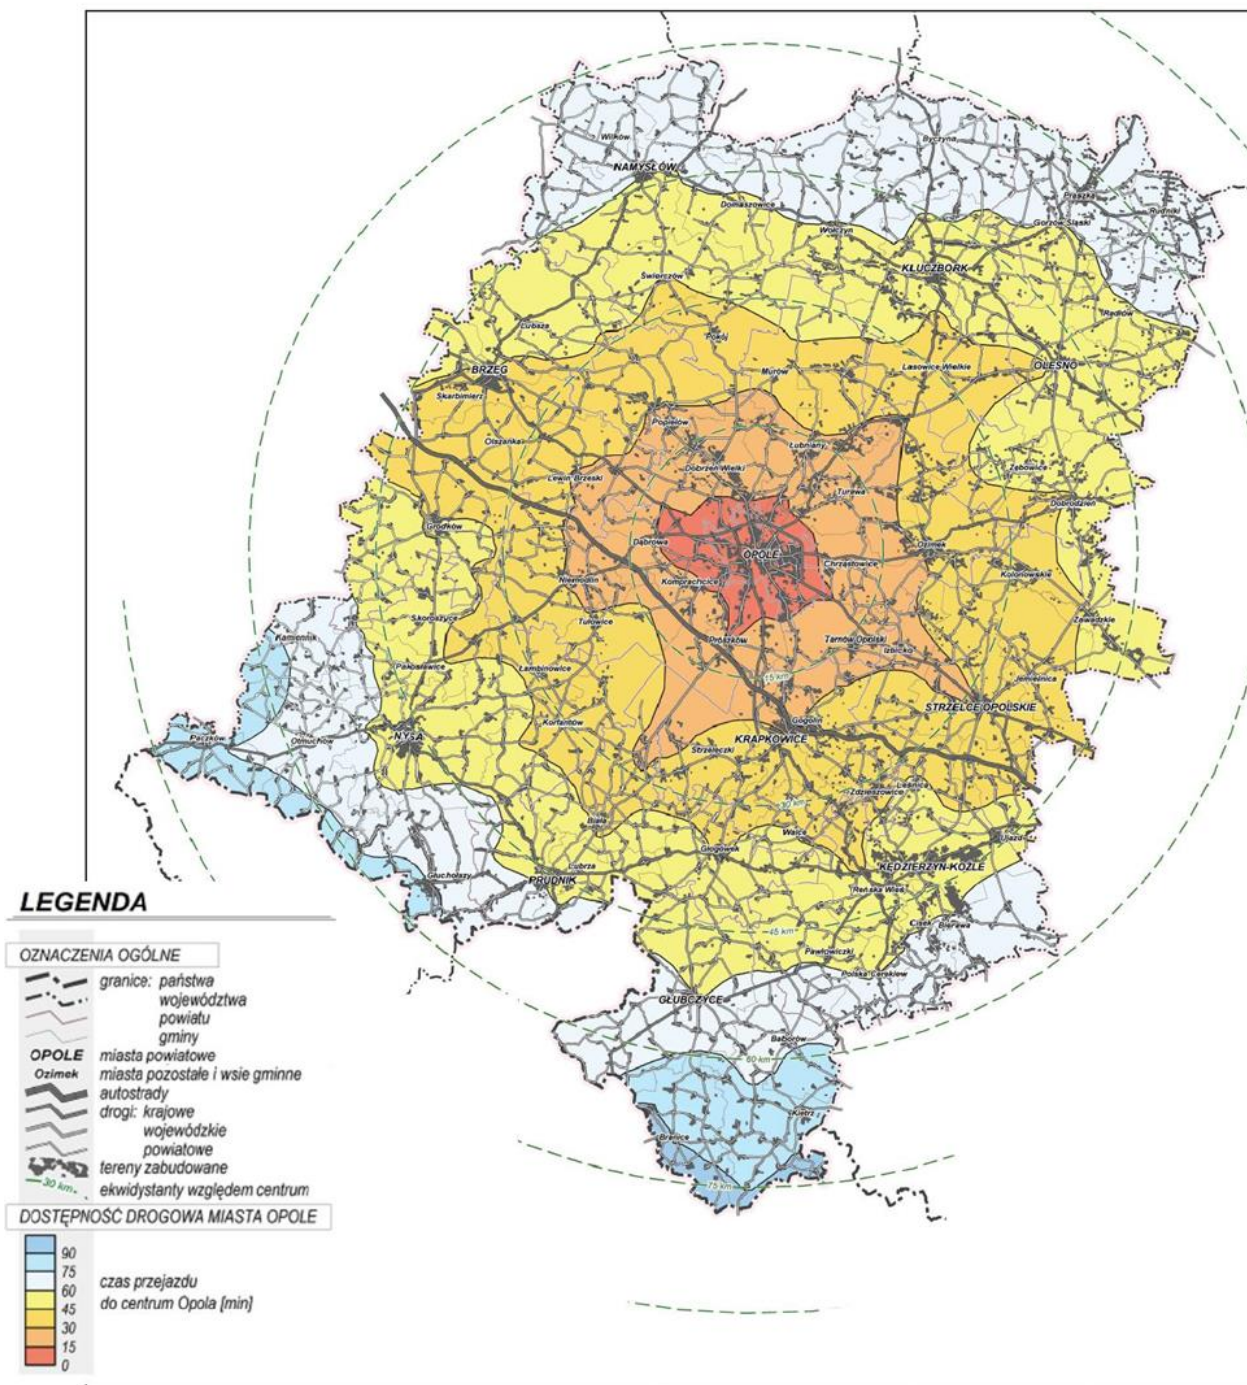 Wilków
Byczyna
NAMYSŁÓW
Praszka
Domaszowice
Rudniki
Gorzów Śląski
Wołczyn
KLUCZBORK
Świerczów
Radłów
Lubsza
Pokój
BRZEG
Murów
Lasowice Wielkie
OLESNO
Skarbimierz
Popielów
Olszanka
Łubniany
Dobrzeń Wielki
Zębowice
Lewin Brzeski
Turawa
Dobrodzień
Grodków
Dąbrowa
OPOLE
Ozimek
Chrząstowice
Niemodlin
Komprachcice
Kolonowskie
Skoroszyce
Tułowice
Zawadzkie
Kamiennik
Prószków
Tarnów Opolski
Izbicko
Pakosławice
Łambinowice
15 km
Jemielnica
STRZELCE OPOLSKIE
Korfantów
Gogolin
Paczków
Otmuchów
NYSA
KRAPKOWICE
Strzeleczki
Leśnica
Zdzieszowice
30 km
Biała
Walce
Ujazd
Głogówek
Lubrza
KĘDZIERZYN-KOŹLE
Głuchołazy
PRUDNIK
Reńska Wieś
Cisek
Bierawa
45 km
Pawłowiczki
Polska Cerekiew
GŁUBCZYCE
Baborów
60 km
Kietrz
Branice
75 km
LEGENDA
OZNACZENIA OGÓLNE
granice: państwa
województwa
powiatu
gminy
OPOLE miasta powiatowe
Ozimek miasta pozostałe i wsie gminne
autostrady
drogi: krajowe
wojewódzkie
powiatowe
tereny zabudowane
30 km ekwidystanty względem centrum
DOSTĘPNOŚĆ DROGOWA MIASTA OPOLE
90
75
60
45
30
15
0
czas przejazdu
do centrum Opola [min]